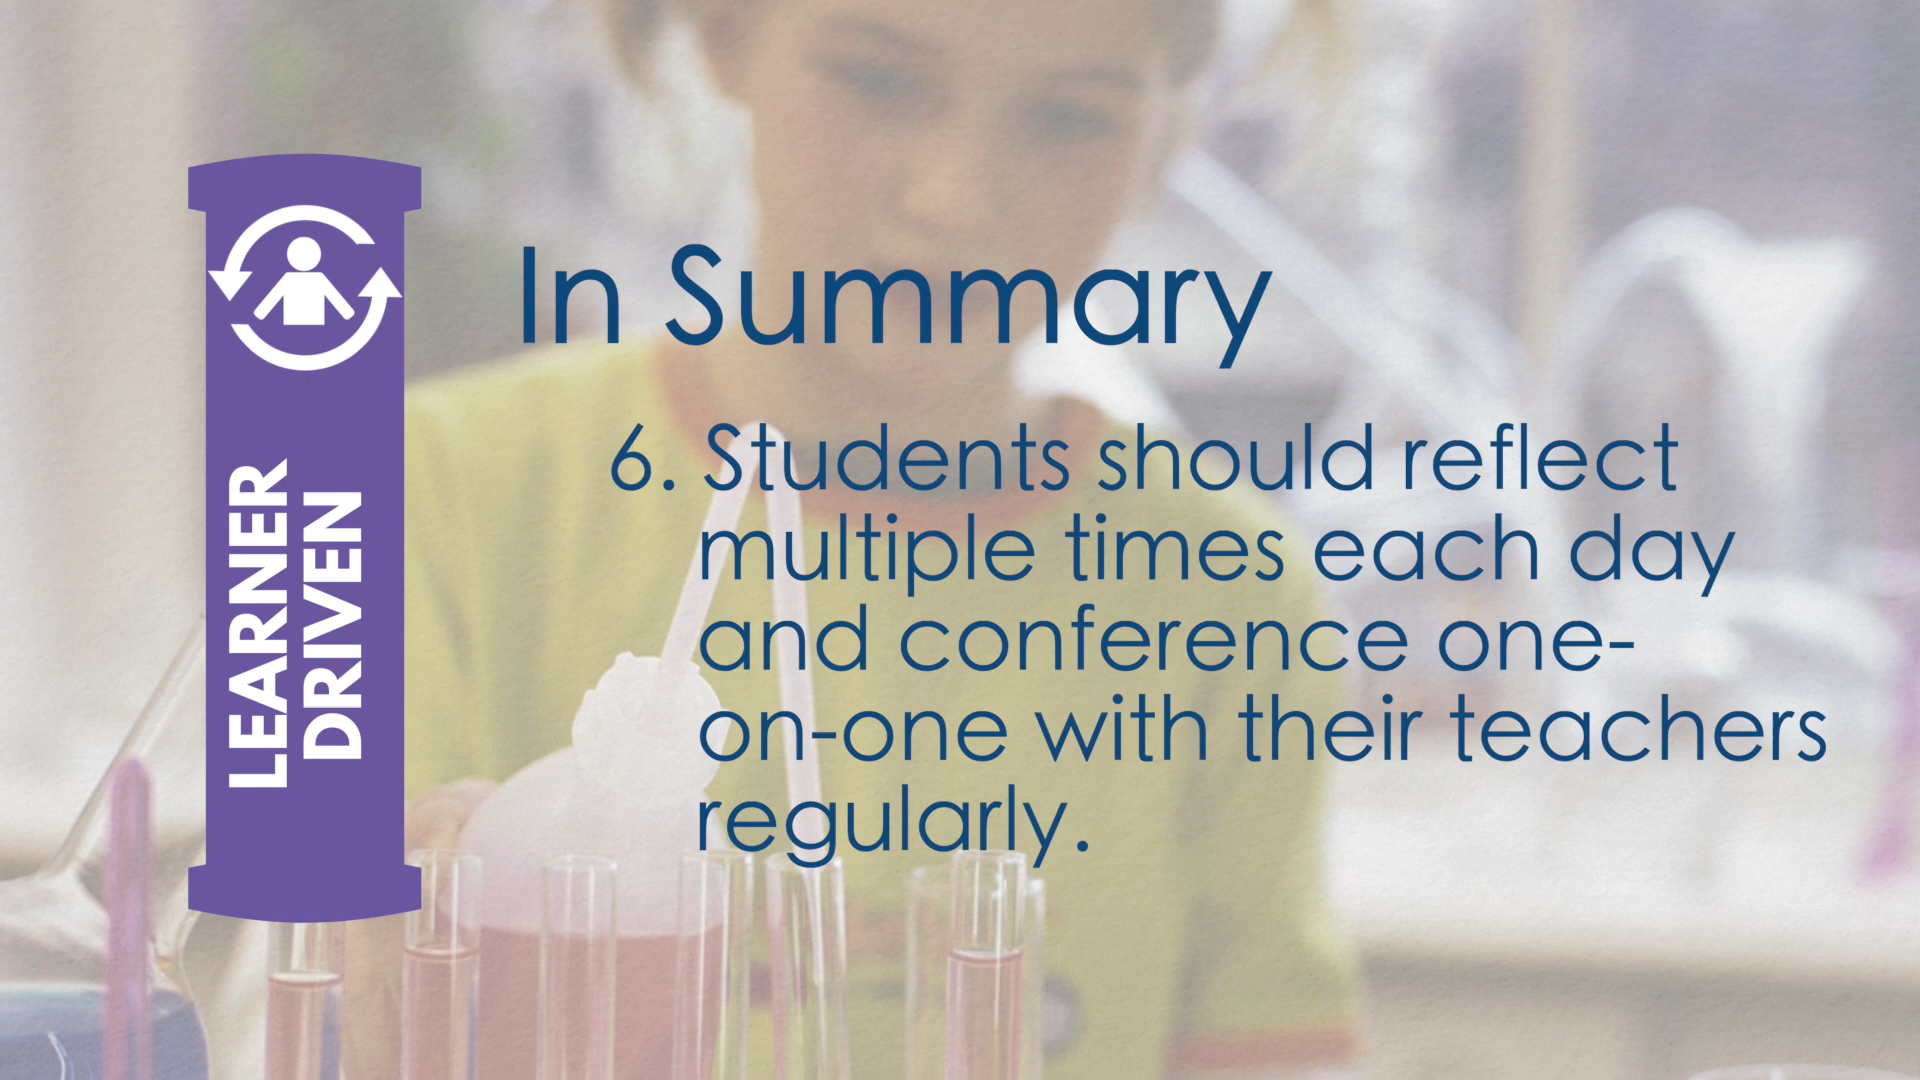 LEARNER
DRIVEN
In Summary
6. Students should reflect
multiple times each day
and conference one-
on-one with their teachers
regularly.